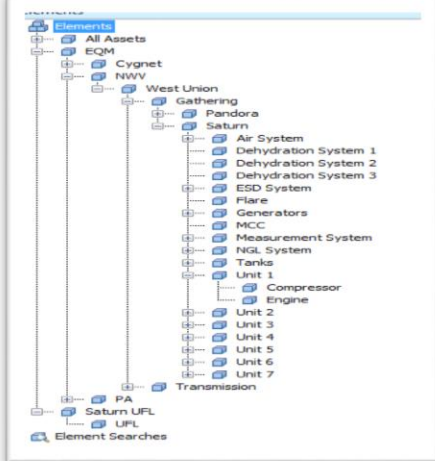 Elements
Elements
All Assets
EQM
Cygnet
NWV
West Union
Gathering
Pandora
Saturn
Air System
Dehydration System 1
Dehydration System 2
Dehydration System 3
ESD System
Flare
Generators
MCC
Measurement System
NGL System
Tanks
Unit 1
Compressor
Engine
Unit 2
Unit 3
Unit 4
Unit 5
Unit 6
Unit 7
Transmission
PA
Saturn UFL
UFL
Element Searches